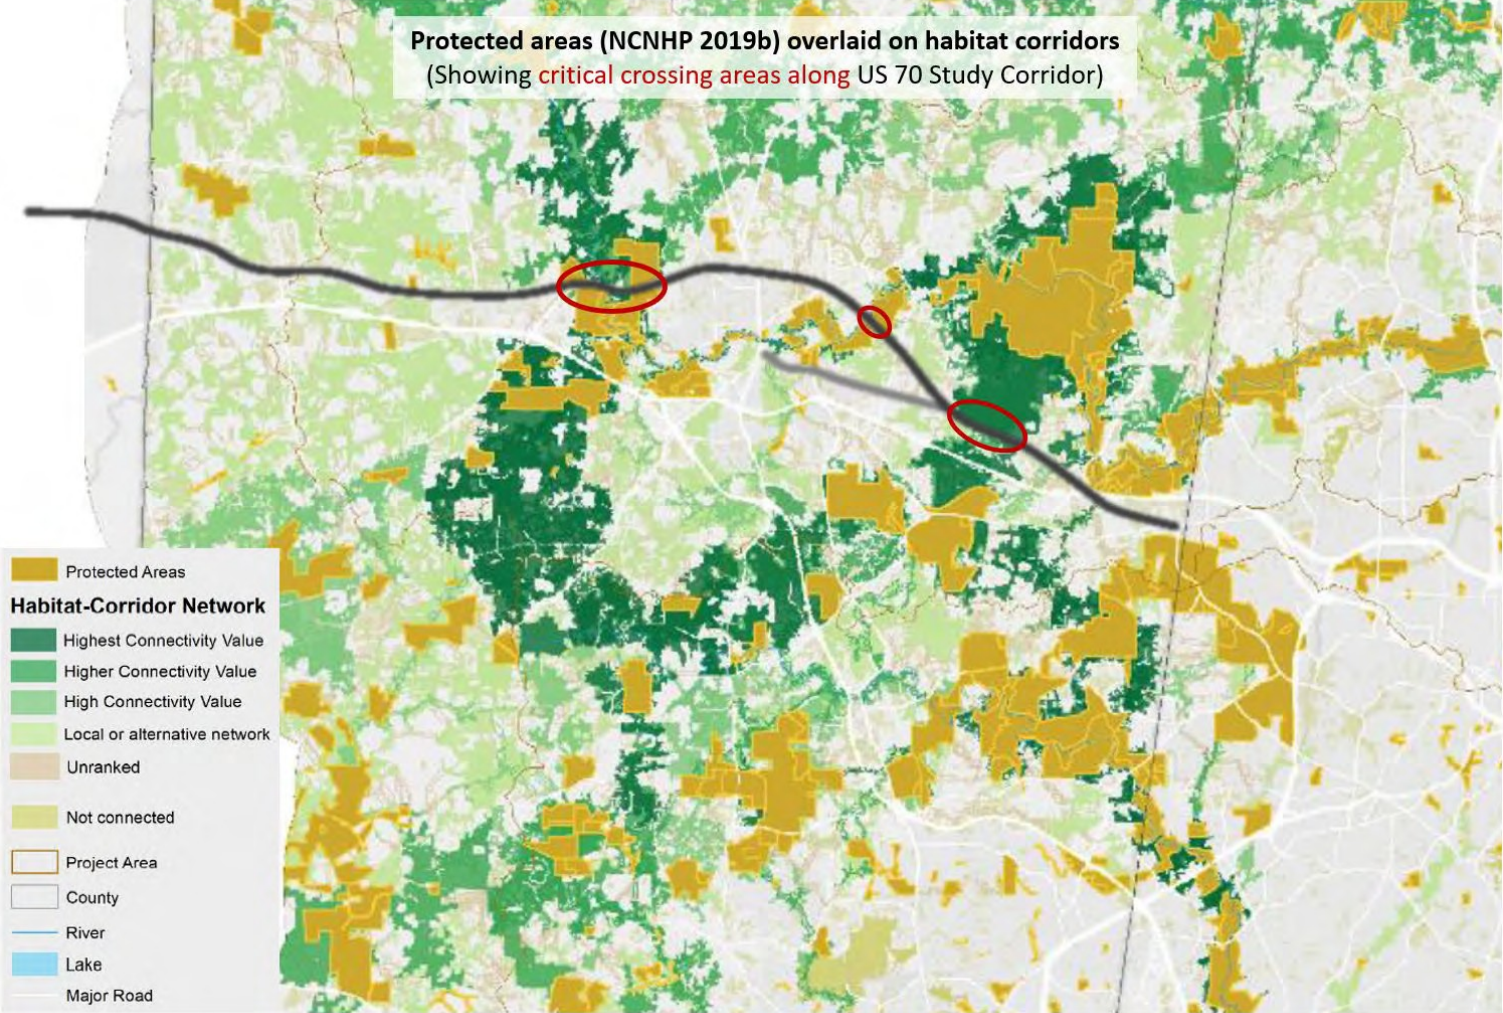 Protected areas (NCNHP 2019b) overlaid on habitat corridors
(Showing critical crossing areas along US 70 Study Corridor)
Protected Areas
Habitat-Corridor Network
Highest Connectivity Value
Higher Connectivity Value
High Connectivity Value
Local or alternative network
Unranked
Not connected
Project Area
County
River
Lake
Major Road